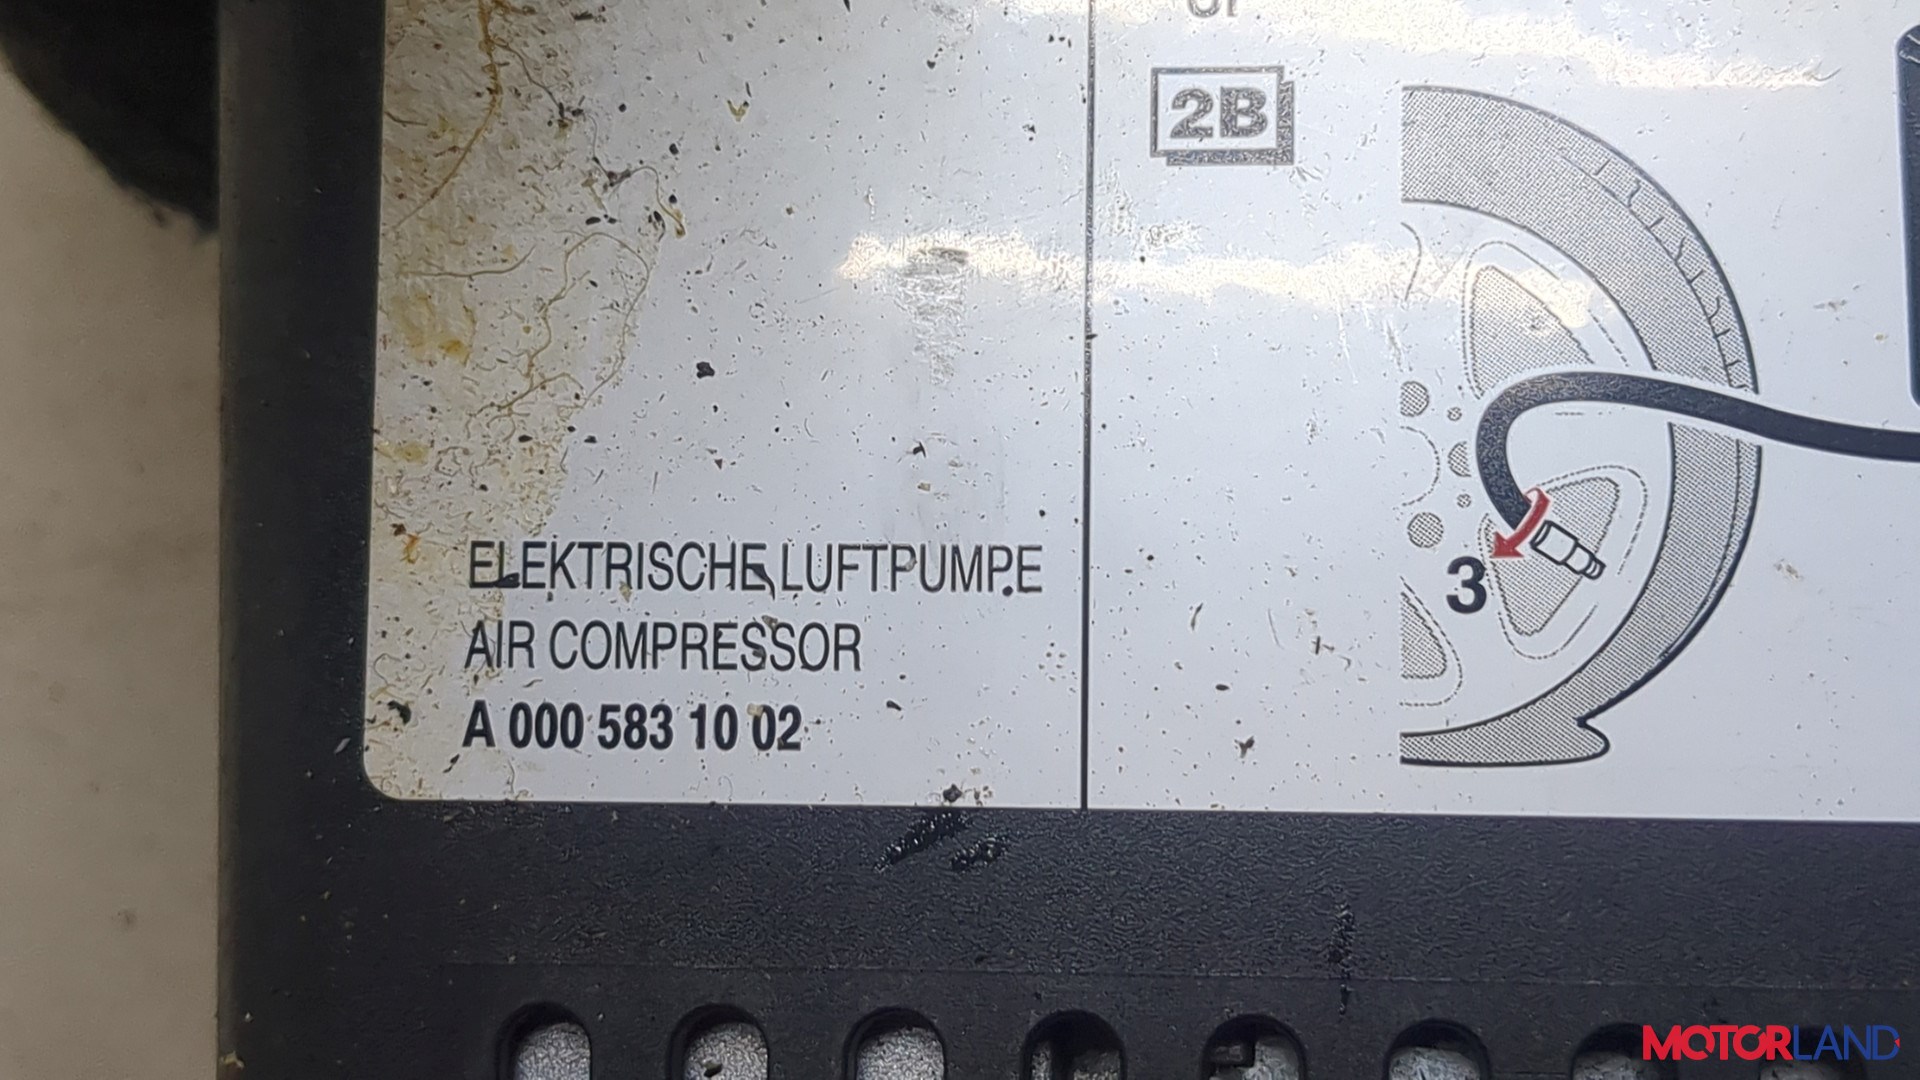 2B
3
ELEKTRISCHE LUFTPUMPE
AIR COMPRESSOR
A 000 583 10 02
MOTORLAND